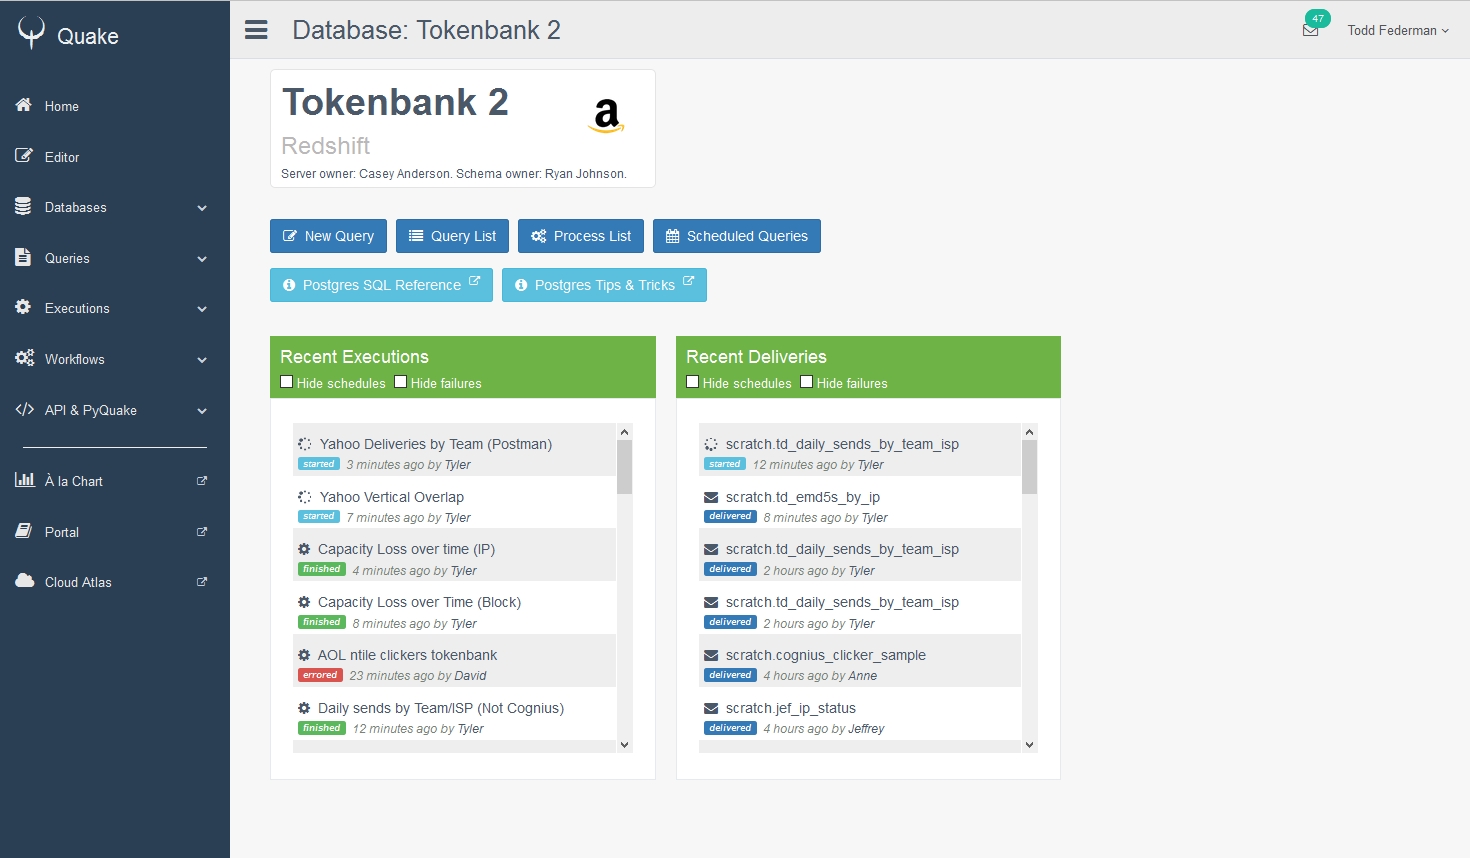 Quake
Database: Tokenbank 2
47
Todd Federman
Home
Editor
Databases
Queries
Executions
Workflows
API & PyQuake
À la Chart
Portal
Cloud Atlas
Tokenbank 2
a
Redshift
Server owner: Casey Anderson. Schema owner: Ryan Johnson.
New Query
Query List
Process List
Scheduled Queries
Postgres SQL Reference
Postgres Tips & Tricks
Recent Executions
Hide schedules Hide failures
Yahoo Deliveries by Team (Postman)
started 3 minutes ago by Tyler
Yahoo Vertical Overlap
started 7 minutes ago by Tyler
Capacity Loss over time (IP)
finished 4 minutes ago by Tyler
Capacity Loss over Time (Block)
finished 8 minutes ago by Tyler
AOL ntile clickers tokenbank
errored 23 minutes ago by David
Daily sends by Team/ISP (Not Cognius)
finished 12 minutes ago by Tyler
Recent Deliveries
Hide schedules Hide failures
scratch.td_daily_sends_by_team_isp
started 12 minutes ago by Tyler
scratch.td_emd5s_by_ip
delivered 8 minutes ago by Tyler
scratch.td_daily_sends_by_team_isp
delivered 2 hours ago by Tyler
scratch.td_daily_sends_by_team_isp
delivered 2 hours ago by Tyler
scratch.cognius_clicker_sample
delivered 4 hours ago by Anne
scratch.jef_ip_status
delivered 4 hours ago by Jeffrey